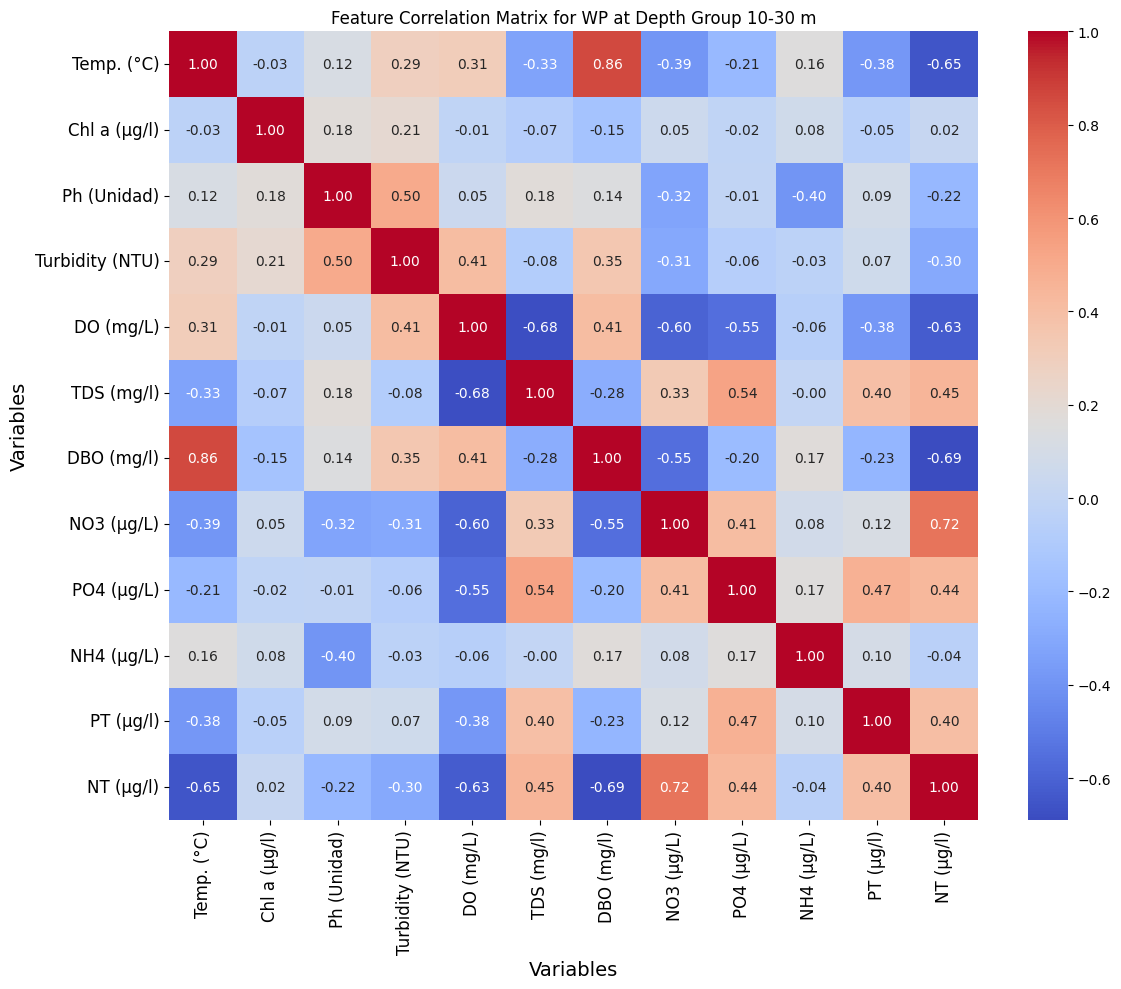 Feature Correlation Matrix for WP at Depth Group 10-30 m
Variables
Temp. (°C) 1.00 -0.03 0.12 0.29 0.31 -0.33 0.86 -0.39 -0.21 0.16 -0.38 -0.65
Chl a (µg/l) -0.03 1.00 0.18 0.21 -0.01 -0.07 -0.15 0.05 -0.02 0.08 -0.05 0.02
Ph (Unidad) 0.12 0.18 1.00 0.50 0.05 0.18 0.14 -0.32 -0.01 -0.40 0.09 -0.22
Turbidity (NTU) 0.29 0.21 0.50 1.00 0.41 -0.08 0.35 -0.31 -0.06 -0.03 0.07 -0.30
DO (mg/L) 0.31 -0.01 0.05 0.41 1.00 -0.68 0.41 -0.60 -0.55 -0.06 -0.38 -0.63
TDS (mg/l) -0.33 -0.07 0.18 -0.08 -0.68 1.00 -0.28 0.33 0.54 -0.00 0.40 0.45
DBO (mg/l) 0.86 -0.15 0.14 0.35 0.41 -0.28 1.00 -0.55 -0.20 0.17 -0.23 -0.69
NO3 (µg/L) -0.39 0.05 -0.32 -0.31 -0.60 0.33 -0.55 1.00 0.41 0.08 0.12 0.72
PO4 (µg/L) -0.21 -0.02 -0.01 -0.06 -0.55 0.54 -0.20 0.41 1.00 0.17 0.47 0.44
NH4 (µg/L) 0.16 0.08 -0.40 -0.03 -0.06 -0.00 0.17 0.08 0.17 1.00 0.10 -0.04
PT (µg/l) -0.38 -0.05 0.09 0.07 -0.38 0.40 -0.23 0.12 0.47 0.10 1.00 0.40
NT (µg/l) -0.65 0.02 -0.22 -0.30 -0.63 0.45 -0.69 0.72 0.44 -0.04 0.40 1.00
Temp. (°C)
Chl a (µg/l)
Ph (Unidad)
Turbidity (NTU)
DO (mg/L)
TDS (mg/l)
DBO (mg/l)
NO3 (µg/L)
PO4 (µg/L)
NH4 (µg/L)
PT (µg/l)
NT (µg/l)
Variables
1.0
0.8
0.6
0.4
0.2
0.0
−0.2
−0.4
−0.6